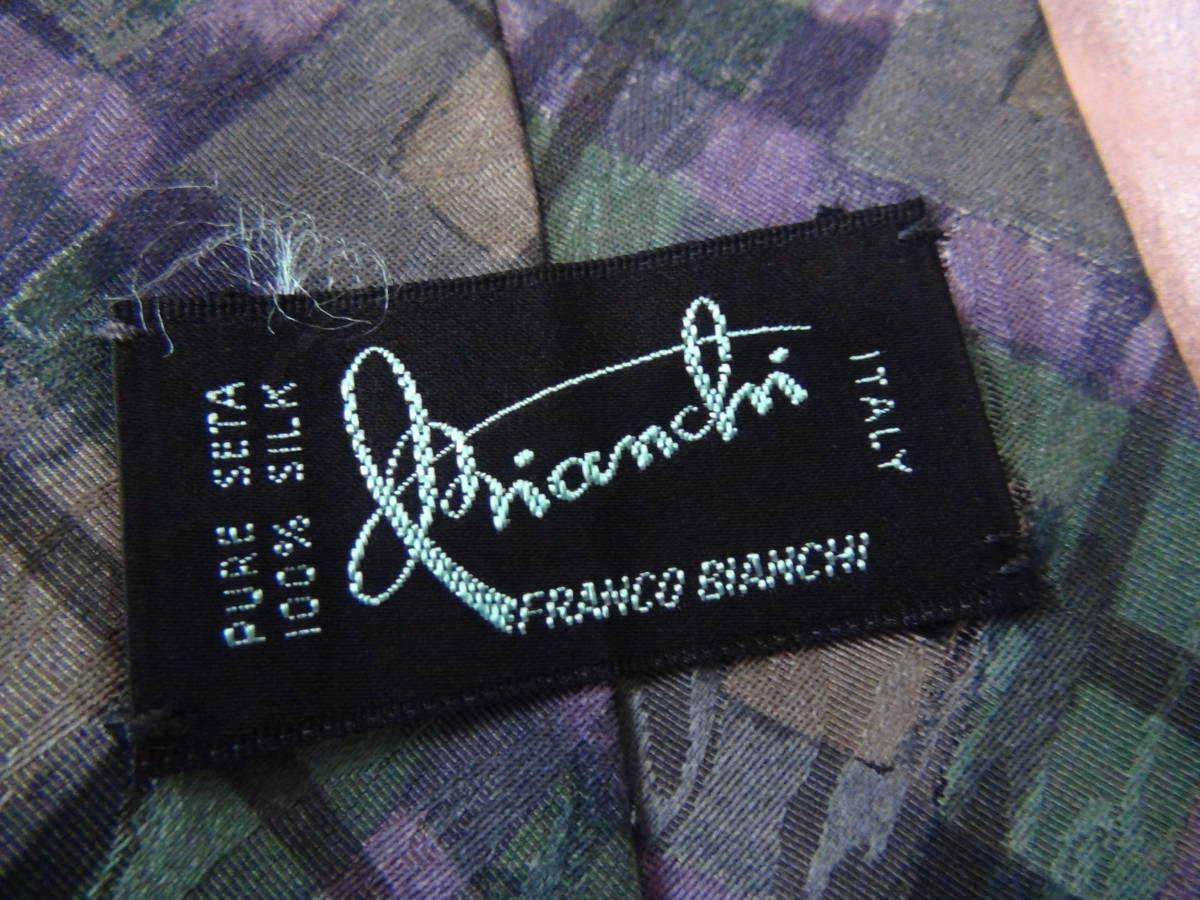 PURE SETA
100% SILK
Bianchi
FRANCO BIANCHI
ITALY